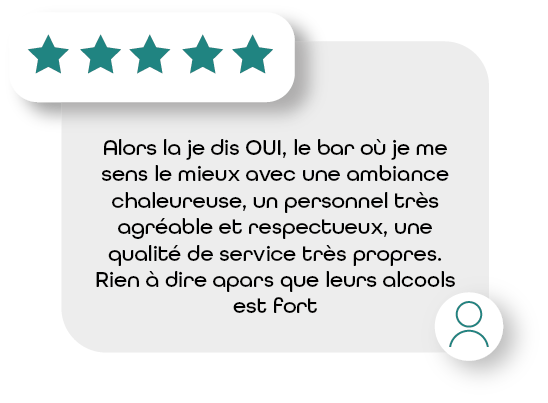 Alors la je dis OUI, le bar où je me
sens le mieux avec une ambiance
chaleureuse, un personnel très
agréable et respectueux, une
qualité de service très propres.
Rien à dire apars que leurs alcools
est fort